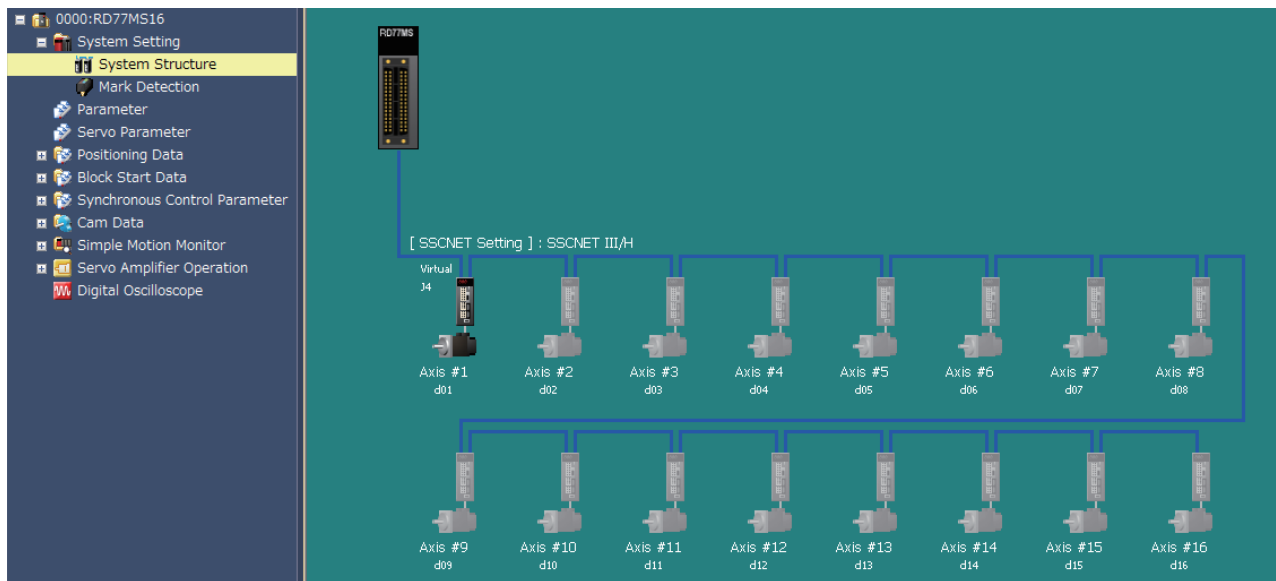 0000:RD77MS16
System Setting
System Structure
Mark Detection
Parameter
Servo Parameter
Positioning Data
Block Start Data
Synchronous Control Parameter
Cam Data
Simple Motion Monitor
Servo Amplifier Operation
Digital Oscilloscope
RD77MS
[ SSCNET Setting ] : SSCNET III/H
Virtual
J4
Axis #1 Axis #2 Axis #3 Axis #4 Axis #5 Axis #6 Axis #7 Axis #8
d01 d02 d03 d04 d05 d06 d07 d08
Axis #9 Axis #10 Axis #11 Axis #12 Axis #13 Axis #14 Axis #15 Axis #16
d09 d10 d11 d12 d13 d14 d15 d16